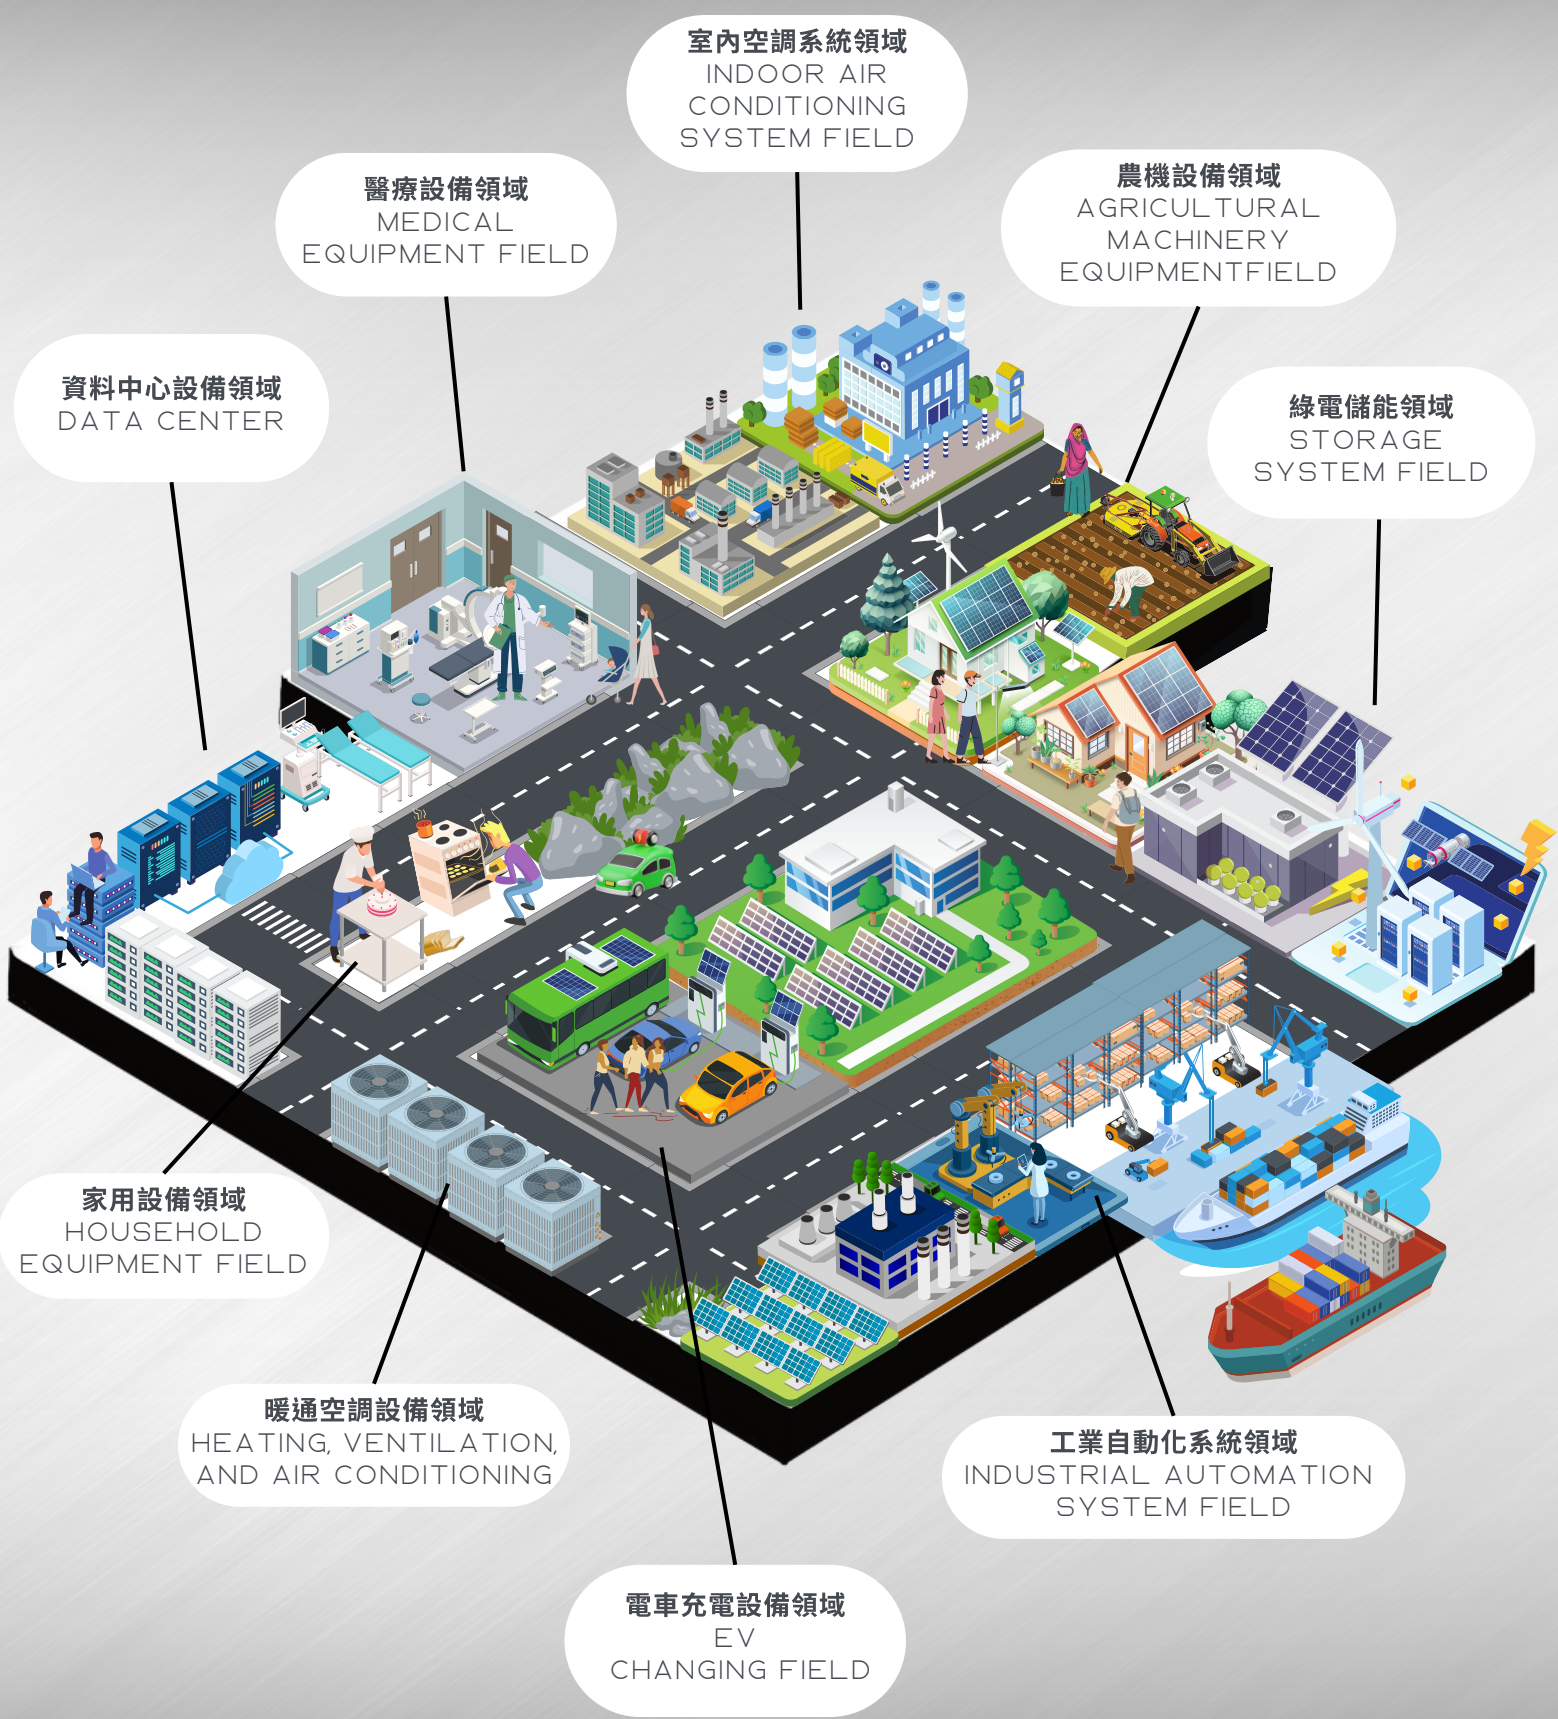 室內空調系統領域
INDOOR AIR
CONDITIONING
SYSTEM FIELD
醫療設備領域
MEDICAL
EQUIPMENT FIELD
農機設備領域
AGRICULTURAL
MACHINERY
EQUIPMENTFIELD
資料中心設備領域
DATA CENTER
綠電儲能領域
STORAGE
SYSTEM FIELD
家用設備領域
HOUSEHOLD
EQUIPMENT FIELD
暖通空調設備領域
HEATING, VENTILATION,
AND AIR CONDITIONING
工業自動化系統領域
INDUSTRIAL AUTOMATION
SYSTEM FIELD
電車充電設備領域
EV
CHANGING FIELD